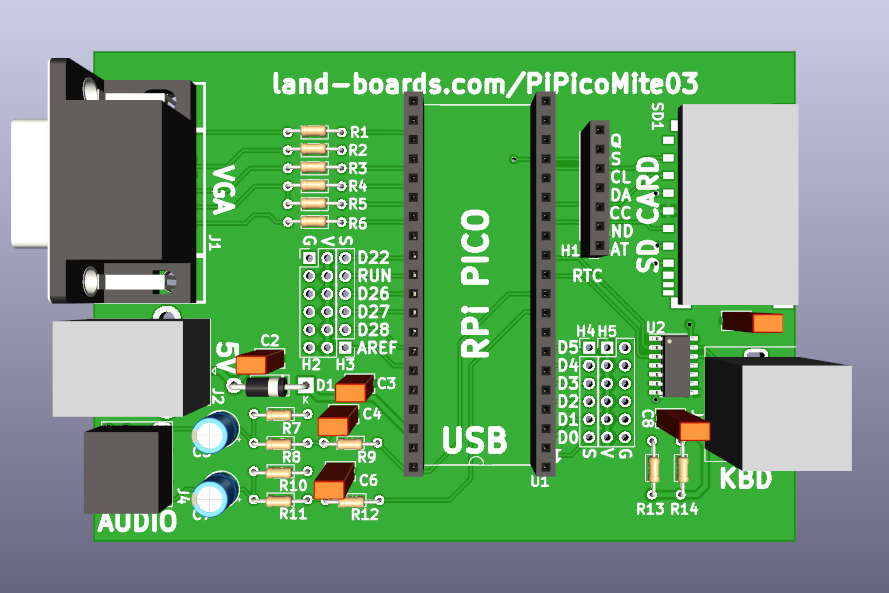 land-boards.com/PiPicoMite03
R1
R2
R3
R4
R5
R6
VGA
J1
G V S
D22
RUN
D26
D27
D28
AREF
H2 H3
RPi PICO
USB
U1
S
CL
DA
CC
ND
AT
H1
RTC
SD1
SD CARD
U2
H4 H5
D5
D4
D3
D2
D1
D0
S V G
5V
J2
C2
D1
K
C3
C4
R7
R8
R9
R10
C6
R11
R12
J4
AUDIO
C8
KBD
R13 R14